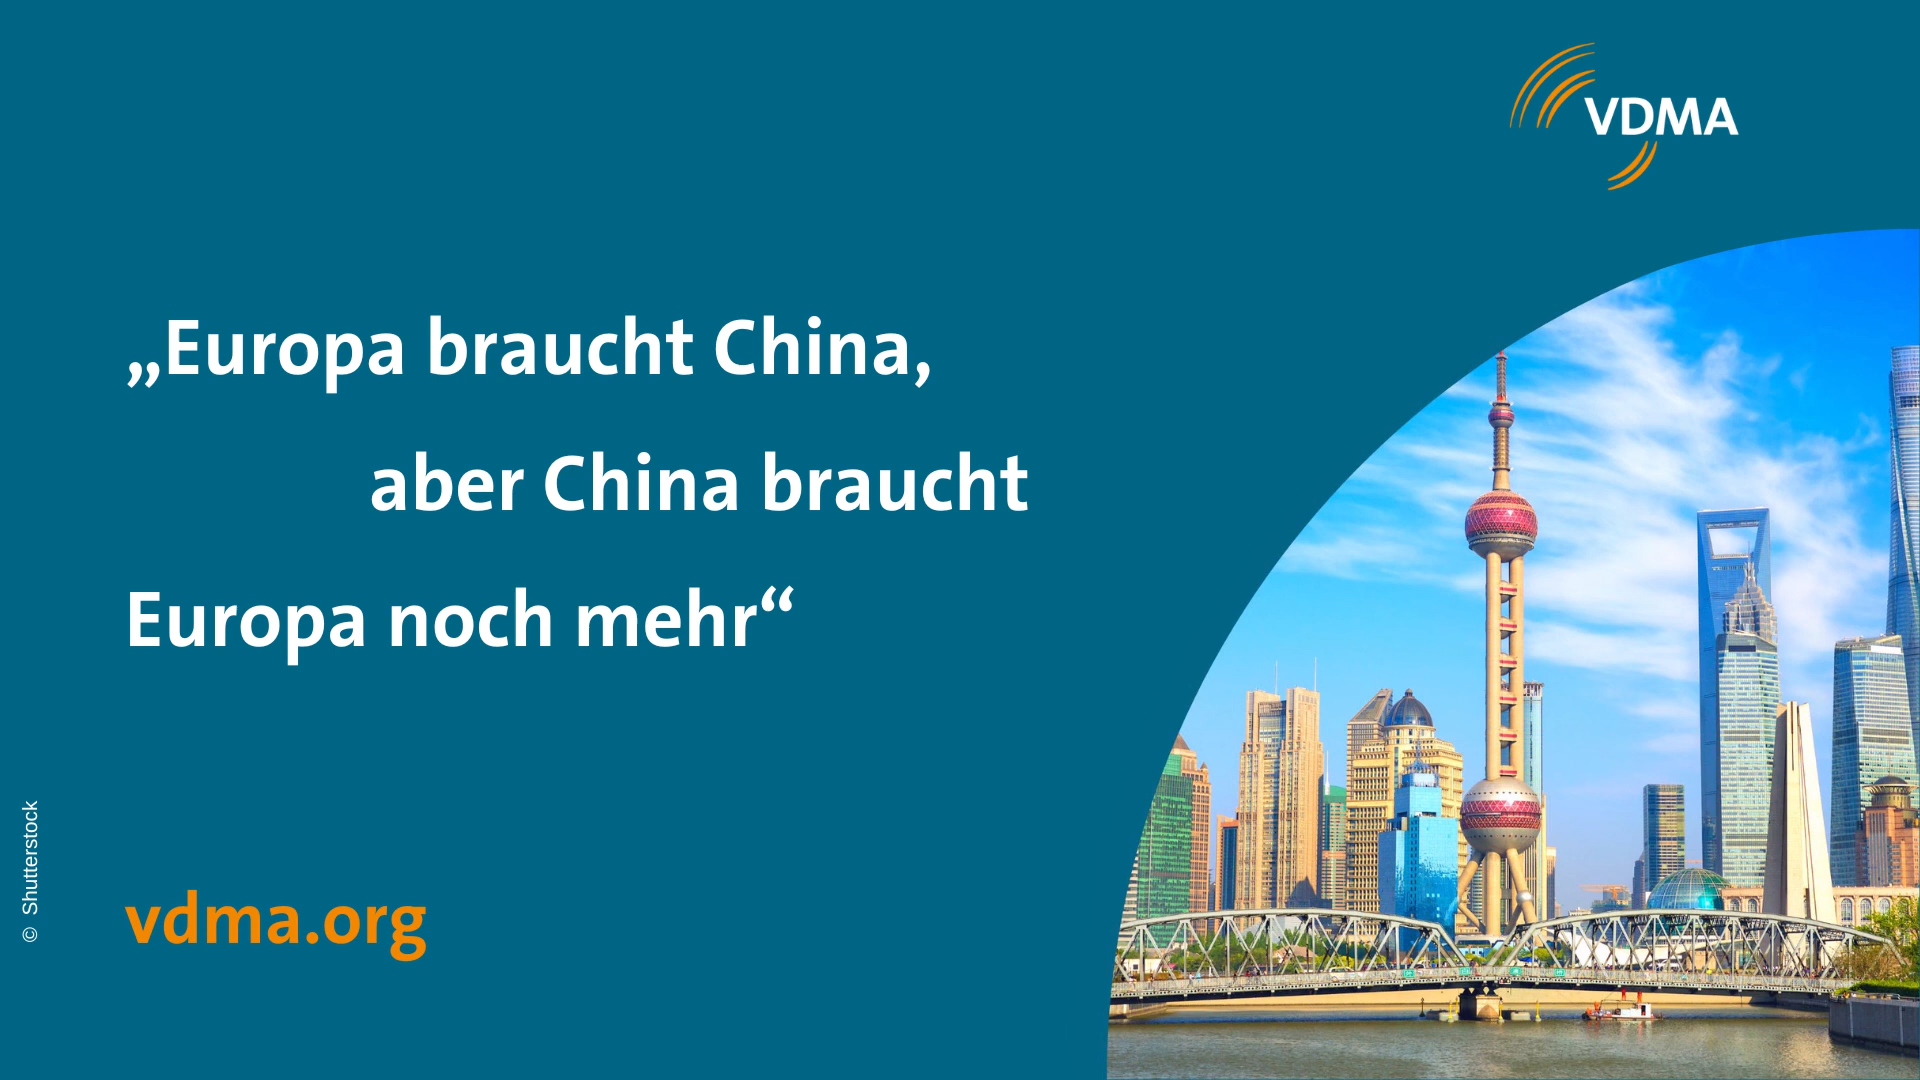 VDMA
„Europa braucht China,
aber China braucht
Europa noch mehr“
vdma.org
© Shutterstock